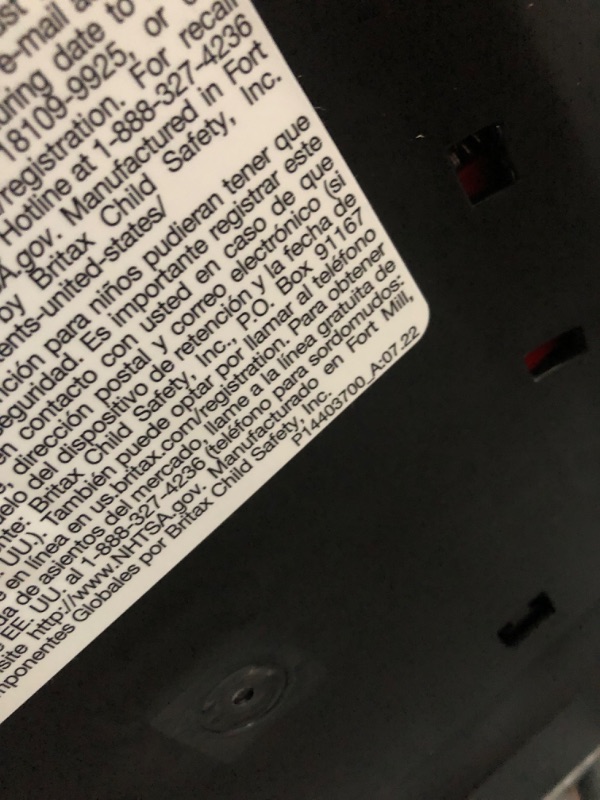 e-mail
uring date to
18109-9925, or
/registration. For recall
Hotline at 1-888-327-4236
A.gov. Manufactured in Fort
by Britax Child Safety, Inc.
ents-united-states/
ción para niños pudieran tener que
seguridad. Es importante registrar este
en contacto con usted en caso de que
, dirección postal y correo electrónico (si
elo del dispositivo de retención y la fecha de
nte: Britax Child Safety, Inc., P.O. Box 91167
UU.). También puede optar por llamar al teléfono
e en línea en us.britax.com/registration. Para obtener
da de asientos del mercado, llame a la línea gratuita de
EE. UU. al 1-888-327-4236 (teléfono para sordomudos:
site http://www.NHTSA.gov. Manufacturado en Fort Mill,
mponentes Globales por Britax Child Safety, Inc.
P14403700_A:07.22